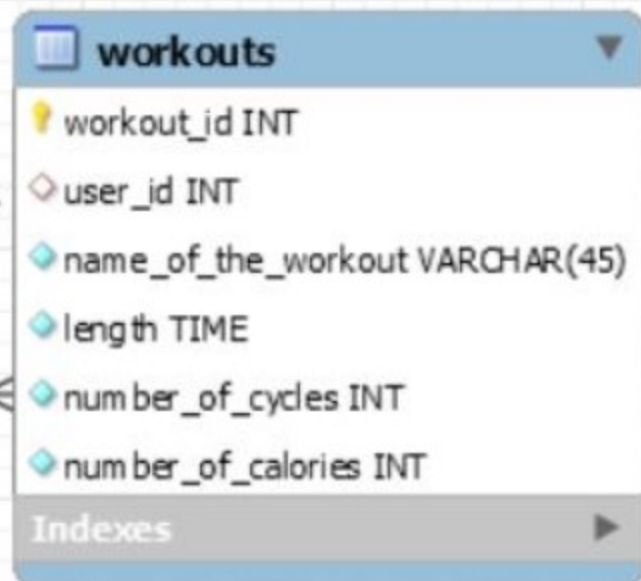 workouts
workout_id INT
user_id INT
name_of_the_workout VARCHAR(45)
length TIME
number_of_cycles INT
number_of_calories INT
Indexes